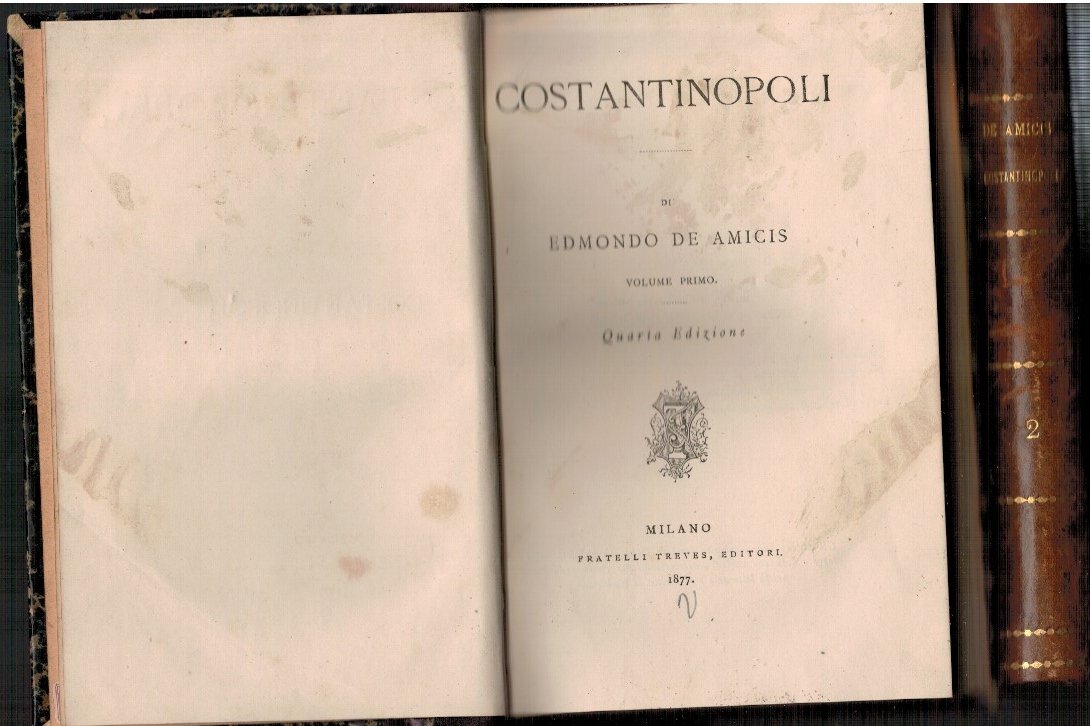 COSTANTINOPOLI
DI
EDMONDO DE AMICIS
VOLUME PRIMO.
Quarta Edizione
MILANO
FRATELLI TREVES, EDITORI.
1877.
DE AMICIS
COSTANTINOPOLI
2